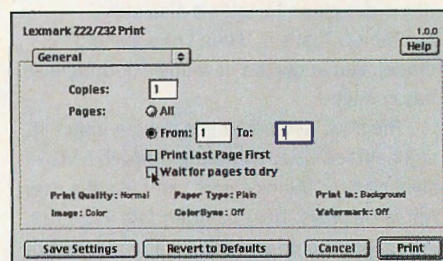 Lexmark Z22/Z32 Print
1.0.0
General
Help
Copies: 1
Pages: All
From: 1 To: 1
Print Last Page First
Wait for pages to dry
Print Quality: Normal Paper Type: Plain Print In: Background
Image: Color ColorSync: Off Watermark: Off
Save Settings Revert to Defaults Cancel Print